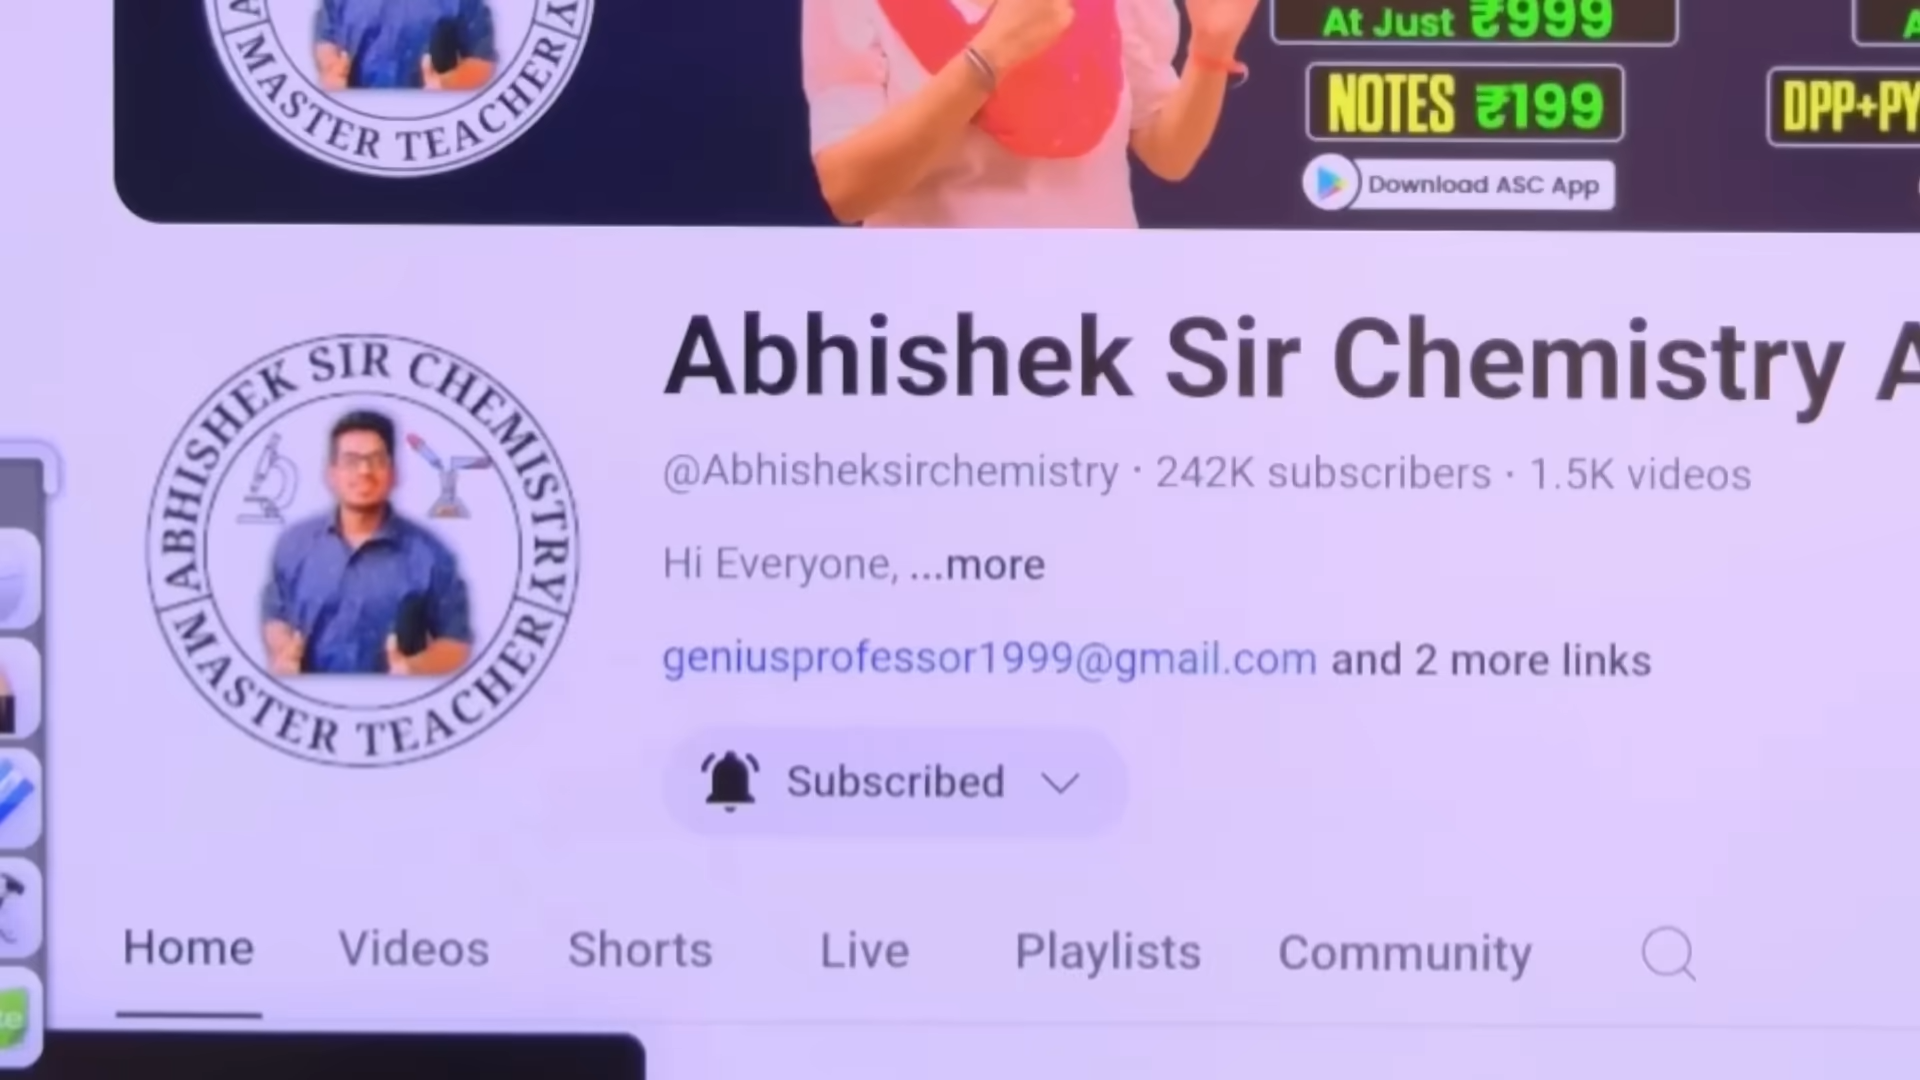 MASTER TEACHER
At Just ₹999
NOTES ₹199
DPP+PY
Download ASC App
Abhishek Sir Chemistry A
@Abhisheksirchemistry · 242K subscribers · 1.5K videos
Hi Everyone, ...more
geniusprofessor1999@gmail.com and 2 more links
Subscribed
ABHISHEK SIR CHEMISTRY
MASTER TEACHER
Home Videos Shorts Live Playlists Community